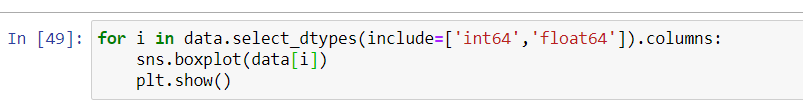 In [49]: for i in data.select_dtypes(include=['int64','float64']).columns:
    sns.boxplot(data[i])
    plt.show()